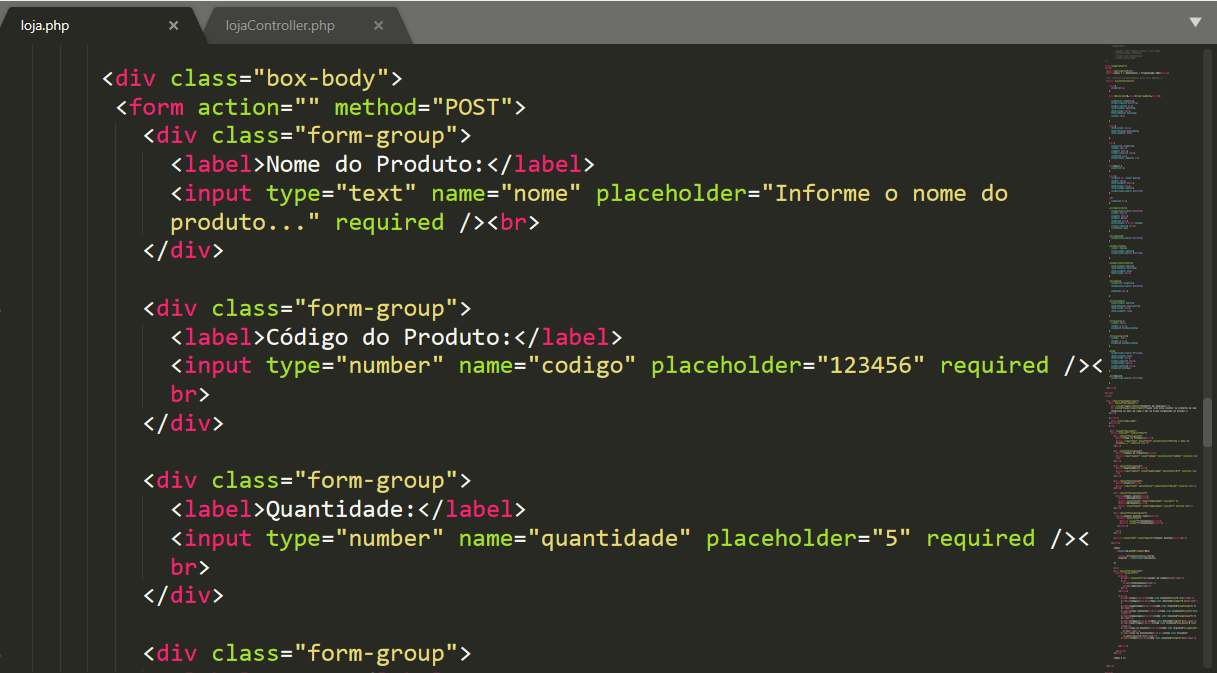 loja.php × lojaController.php ×
<div class="box-body">
<form action="" method="POST">
<div class="form-group">
<label>Nome do Produto:</label>
<input type="text" name="nome" placeholder="Informe o nome do
produto..." required /><br>
</div>
<div class="form-group">
<label>Código do Produto:</label>
<input type="number" name="codigo" placeholder="123456" required /><
br>
</div>
<div class="form-group">
<label>Quantidade:</label>
<input type="number" name="quantidade" placeholder="5" required /><
br>
</div>
<div class="form-group">